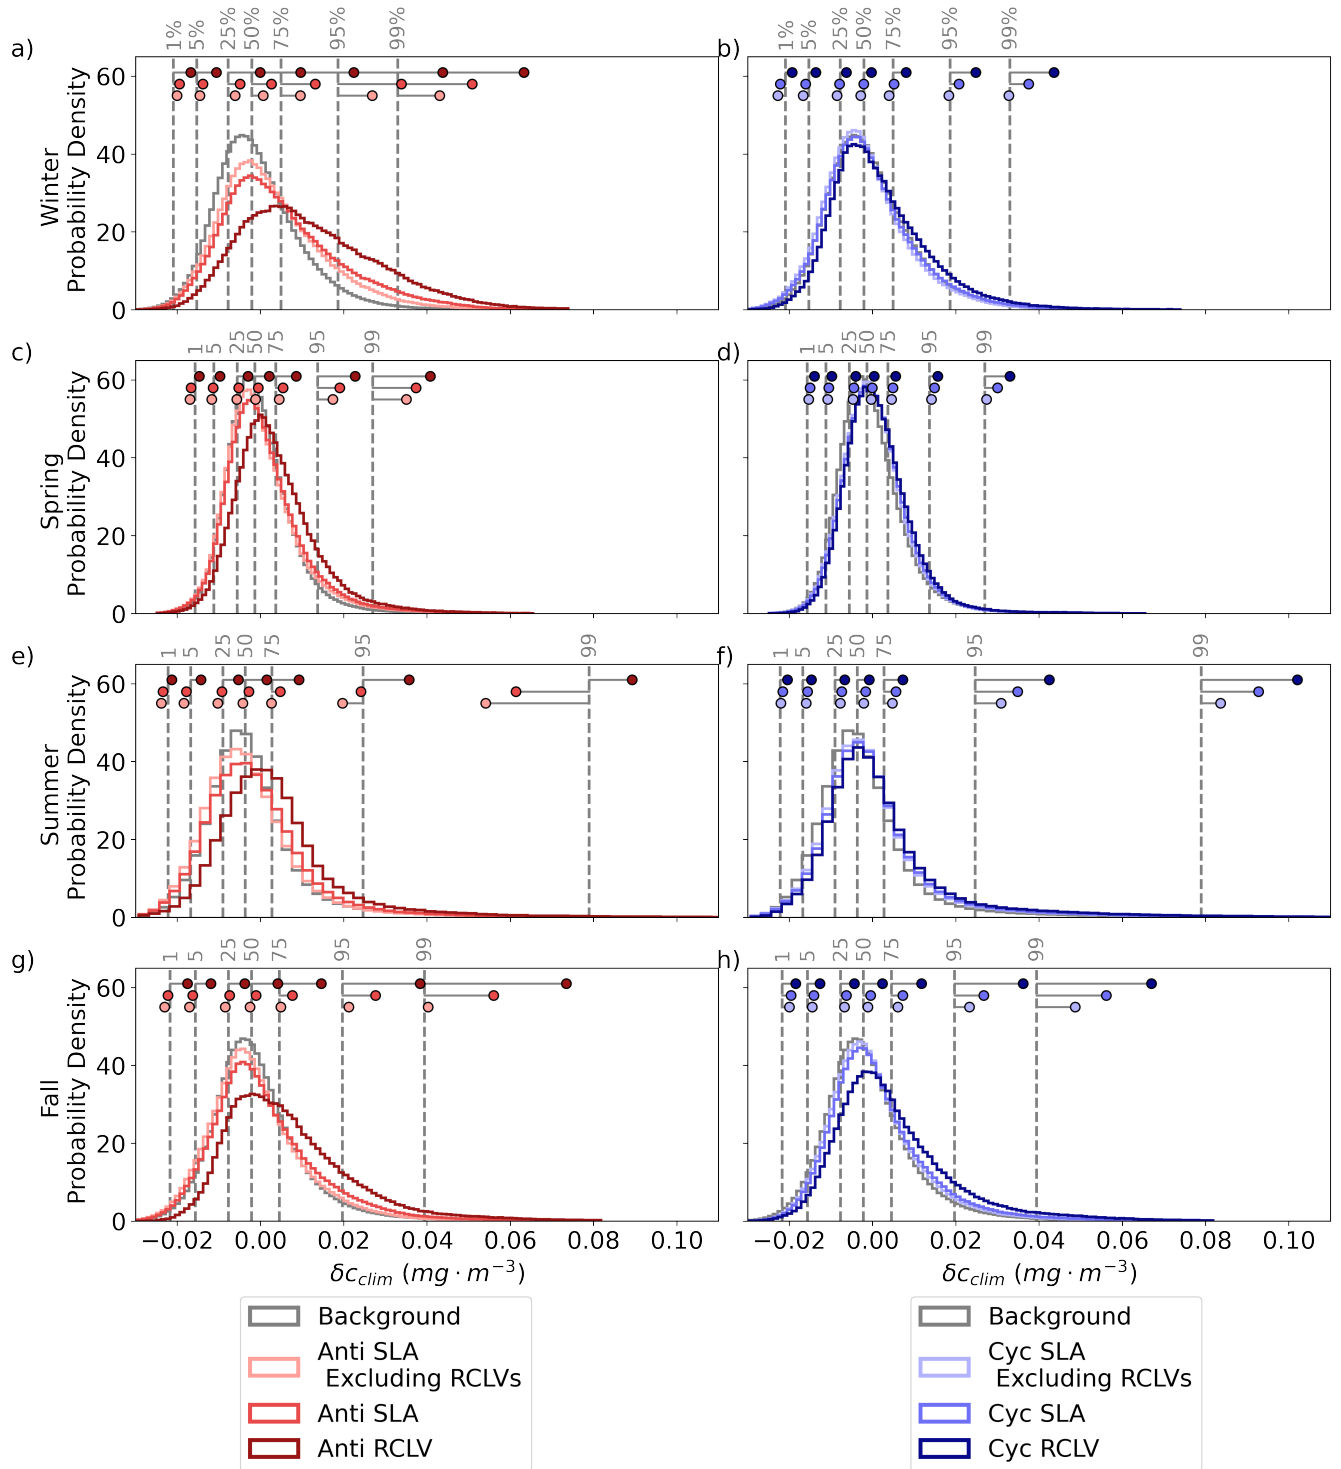 1% 5% 25% 50% 75% 95% 99%
1% 5% 25% 50% 75% 95% 99%
a)
b)
60
40
20
0
Winter
Probability Density
1 5 25 50 75 95 99
1 5 25 50 75 95 99
c)
d)
60
40
20
0
Spring
Probability Density
1 5 25 50 75 95 99
1 5 25 50 75 95 99
e)
f)
60
40
20
0
Summer
Probability Density
1 5 25 50 75 95 99
1 5 25 50 75 95 99
g)
h)
60
40
20
0
Fall
Probability Density
−0.02 0.00 0.02 0.04 0.06 0.08 0.10
−0.02 0.00 0.02 0.04 0.06 0.08 0.10
δc_clim (mg · m⁻³)
δc_clim (mg · m⁻³)
Background
Anti SLA
Excluding RCLVs
Anti SLA
Anti RCLV
Background
Cyc SLA
Excluding RCLVs
Cyc SLA
Cyc RCLV